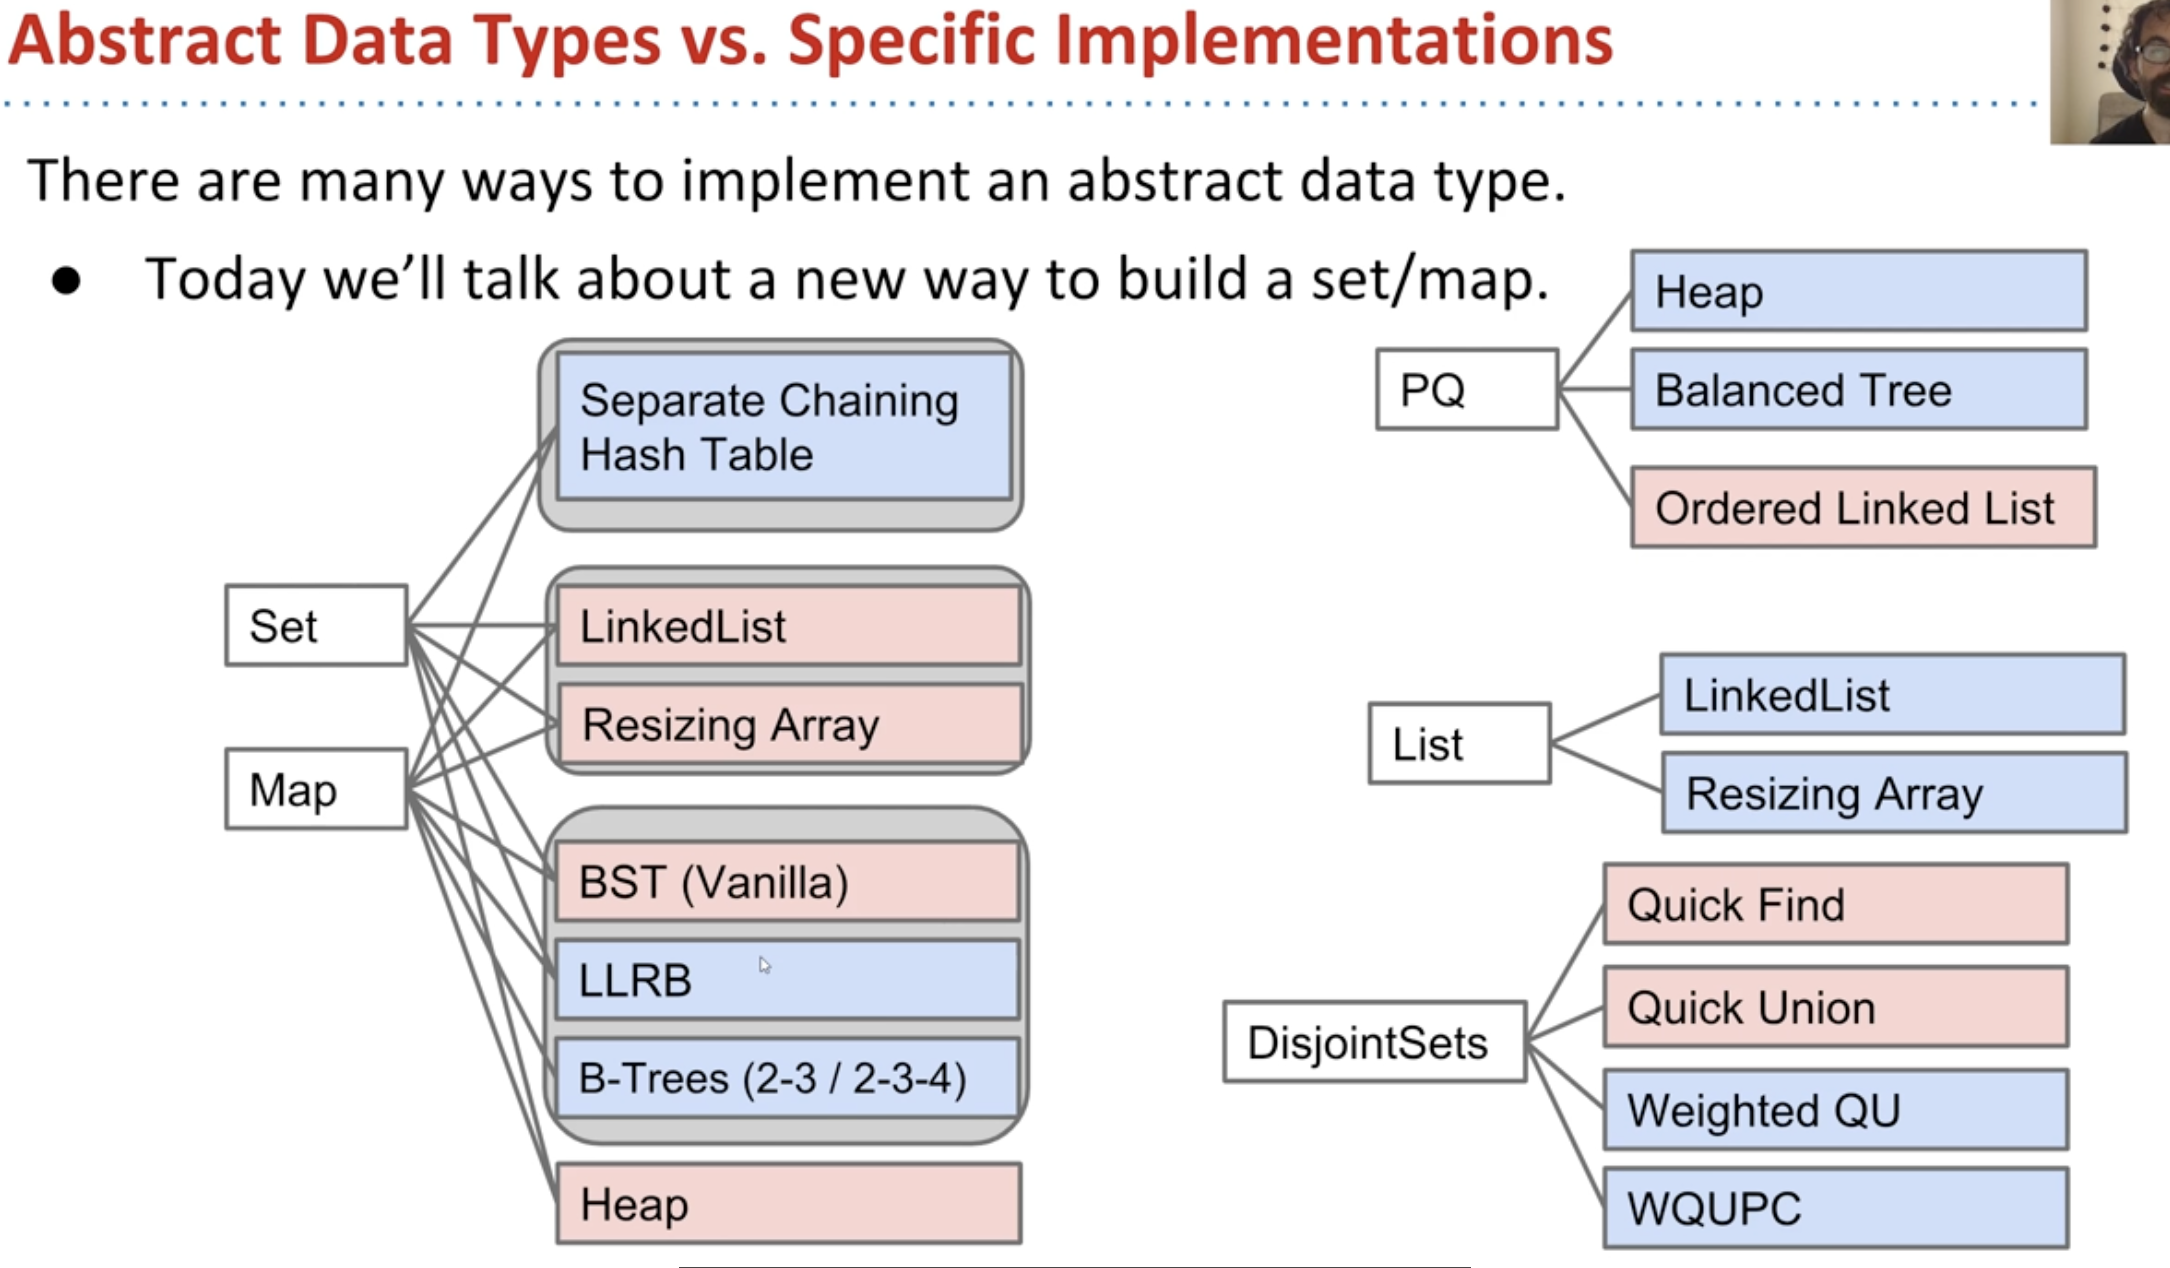 Abstract Data Types vs. Specific Implementations
There are many ways to implement an abstract data type.
● Today we’ll talk about a new way to build a set/map.
Set
Map
Separate Chaining
Hash Table
LinkedList
Resizing Array
BST (Vanilla)
LLRB
B-Trees (2-3 / 2-3-4)
Heap
PQ
Heap
Balanced Tree
Ordered Linked List
List
LinkedList
Resizing Array
DisjointSets
Quick Find
Quick Union
Weighted QU
WQUPC